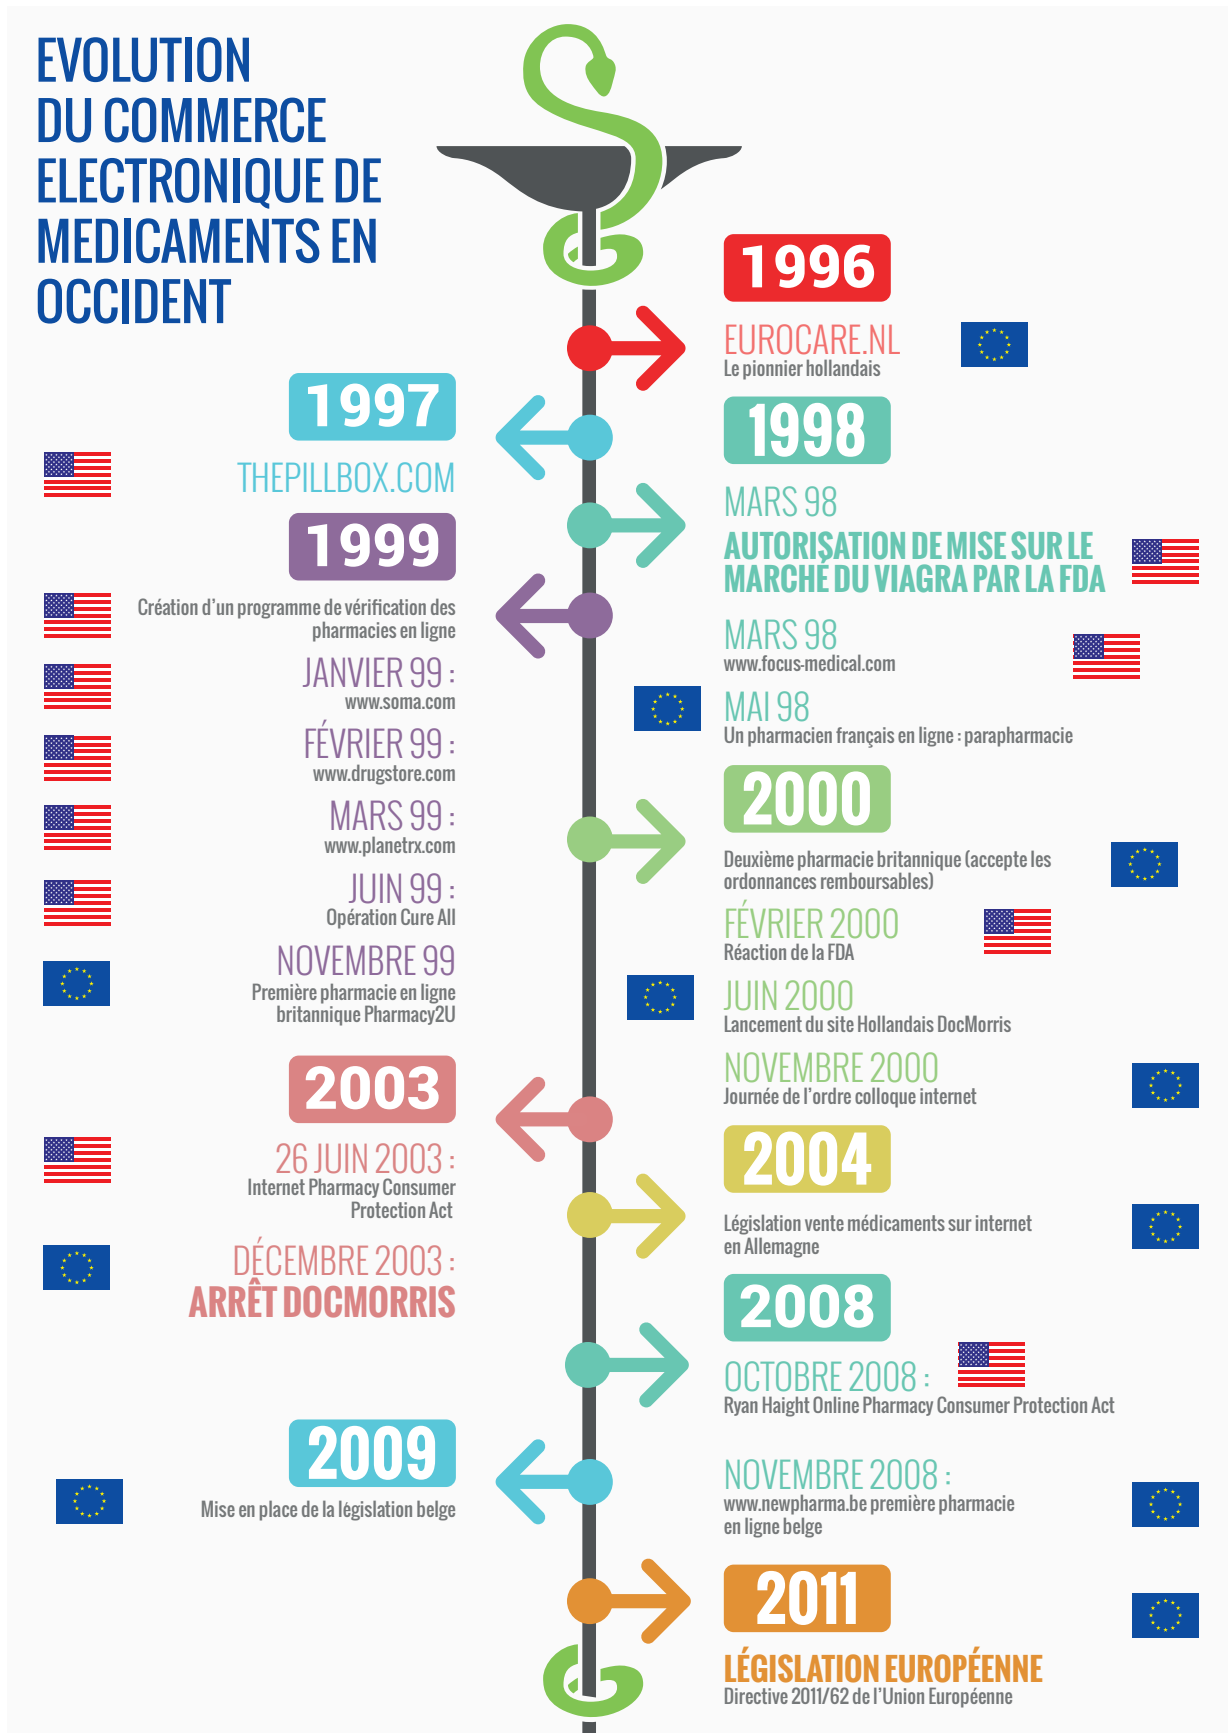 EVOLUTION
DU COMMERCE
ELECTRONIQUE DE
MEDICAMENTS EN
OCCIDENT
1996
EUROCARE.NL
Le pionnier hollandais
1997
THEPILLBOX.COM
1998
MARS 98
AUTORISATION DE MISE SUR LE
MARCHÉ DU VIAGRA PAR LA FDA
MARS 98
www.focus-medical.com
MAI 98
Un pharmacien français en ligne : parapharmacie
1999
Création d'un programme de vérification des
pharmacies en ligne
JANVIER 99 :
www.soma.com
FÉVRIER 99 :
www.drugstore.com
MARS 99 :
www.planetrx.com
JUIN 99 :
Opération Cure All
NOVEMBRE 99
Première pharmacie en ligne
britannique Pharmacy2U
2000
Deuxième pharmacie britannique (accepte les
ordonnances remboursables)
FÉVRIER 2000
Réaction de la FDA
JUIN 2000
Lancement du site Hollandais DocMorris
NOVEMBRE 2000
Journée de l'ordre colloque internet
2003
26 JUIN 2003 :
Internet Pharmacy Consumer
Protection Act
DÉCEMBRE 2003 :
ARRÊT DOCMORRIS
2004
Législation vente médicaments sur internet
en Allemagne
2008
OCTOBRE 2008 :
Ryan Haight Online Pharmacy Consumer Protection Act
NOVEMBRE 2008 :
www.newpharma.be première pharmacie
en ligne belge
2009
Mise en place de la législation belge
2011
LÉGISLATION EUROPÉENNE
Directive 2011/62 de l'Union Européenne